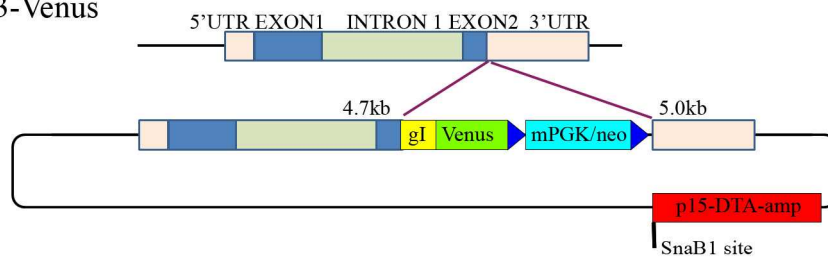 3-Venus
5'UTR EXON1 INTRON 1 EXON2 3'UTR
4.7kb 5.0kb
gI Venus mPGK/neo
p15-DTA-amp
SnaB1 site